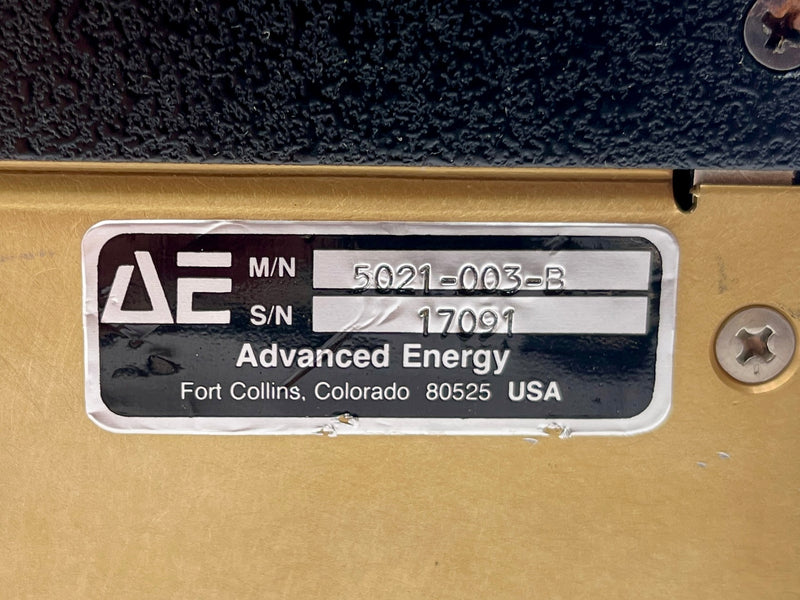 AE
M/N 5021-003-B
S/N 17091
Advanced Energy
Fort Collins, Colorado 80525 USA